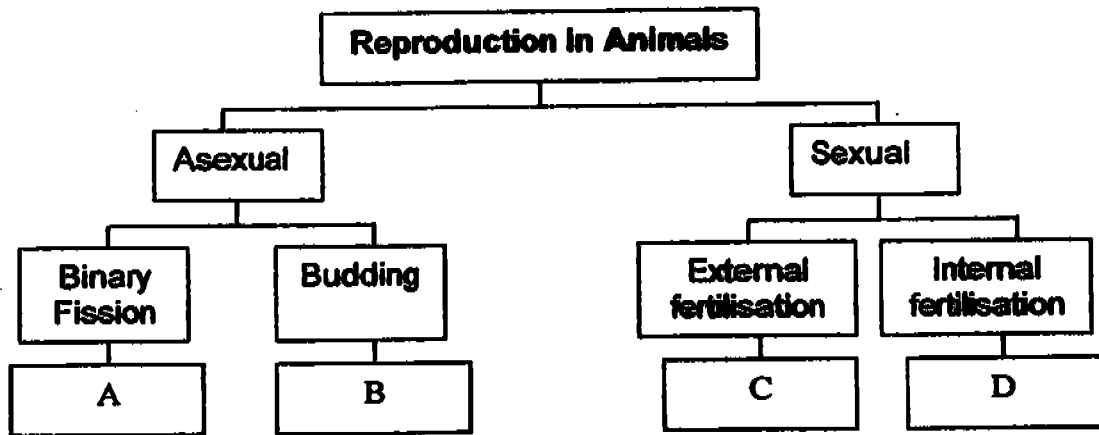 Reproduction in Animals
Asexual
Sexual
Binary
Fission
Budding
External
fertilisation
Internal
fertilisation
A
B
C
D